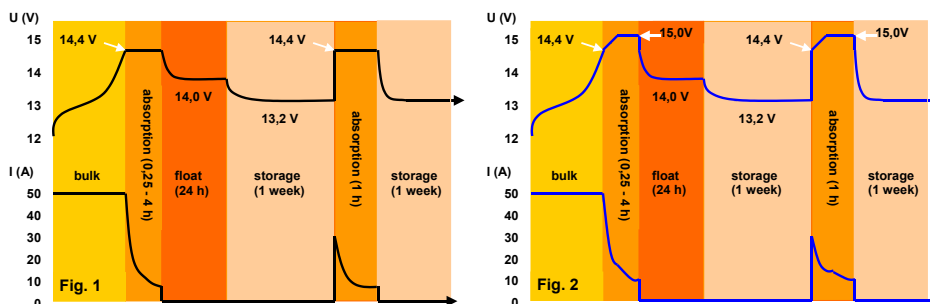 U (V)
15
14
13
12
I (A)
50
40
30
20
10
0
14,4 V
14,0 V
13,2 V
14,4 V
bulk
absorption (0,25 - 4 h)
float
(24 h)
storage
(1 week)
absorption (1 h)
storage
(1 week)
Fig. 1
U (V)
15
14
13
12
I (A)
50
40
30
20
10
0
14,4 V
15,0V
14,0 V
13,2 V
14,4 V
15,0V
bulk
absorption (0,25 - 4 h)
float
(24 h)
storage
(1 week)
absorption (1 h)
storage
(1 week)
Fig. 2